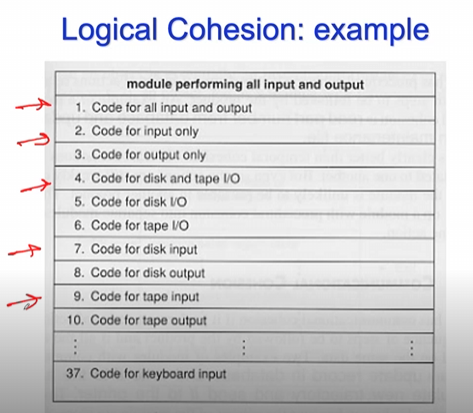 Logical Cohesion: example
module performing all input and output
1. Code for all input and output
2. Code for input only
3. Code for output only
4. Code for disk and tape I/O
5. Code for disk I/O
6. Code for tape I/O
7. Code for disk input
8. Code for disk output
9. Code for tape input
10. Code for tape output
⋮ ⋮ ⋮
37. Code for keyboard input